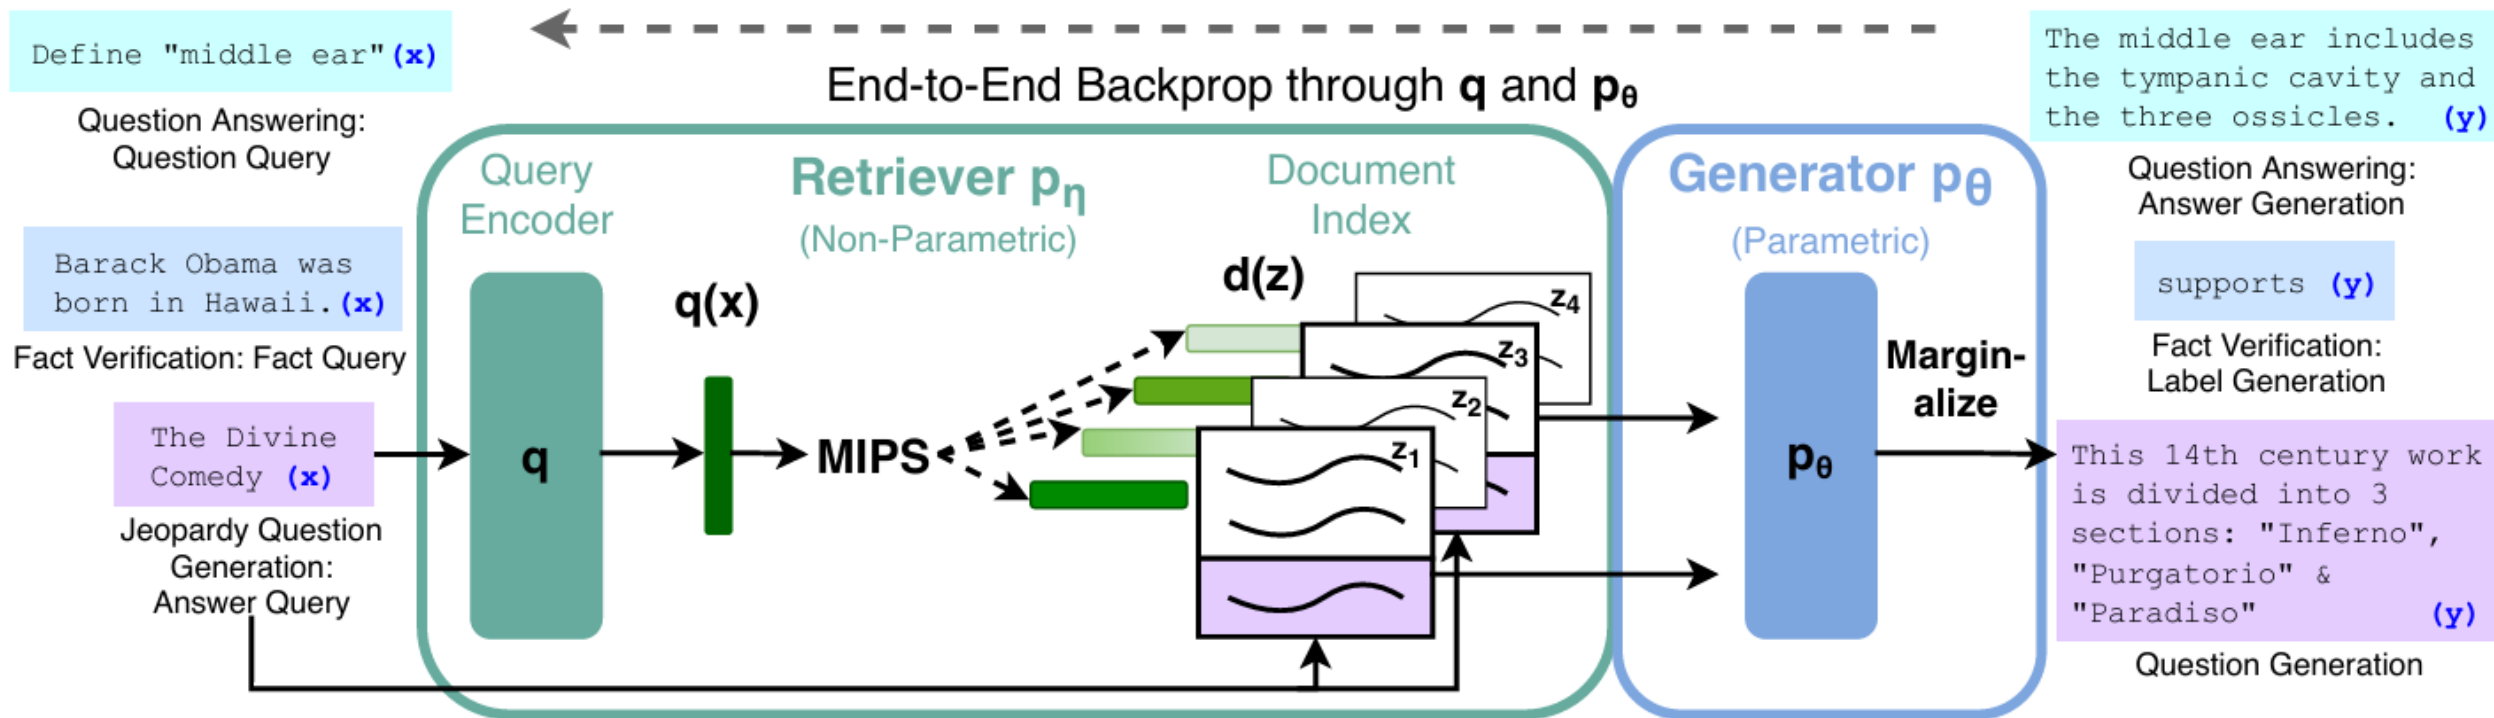 Define "middle ear"(x)
Question Answering:
Question Query
Barack Obama was
born in Hawaii.(x)
Fact Verification: Fact Query
The Divine
Comedy (x)
Jeopardy Question
Generation:
Answer Query
End-to-End Backprop through q and pθ
Query
Encoder
Retriever pη
(Non-Parametric)
Document
Index
q
q(x)
MIPS
d(z)
z4
z3
z2
z1
Generator pθ
(Parametric)
pθ
Margin-
alize
The middle ear includes
the tympanic cavity and
the three ossicles. (y)
Question Answering:
Answer Generation
supports (y)
Fact Verification:
Label Generation
This 14th century work
is divided into 3
sections: "Inferno",
"Purgatorio" &
"Paradiso" (y)
Question Generation